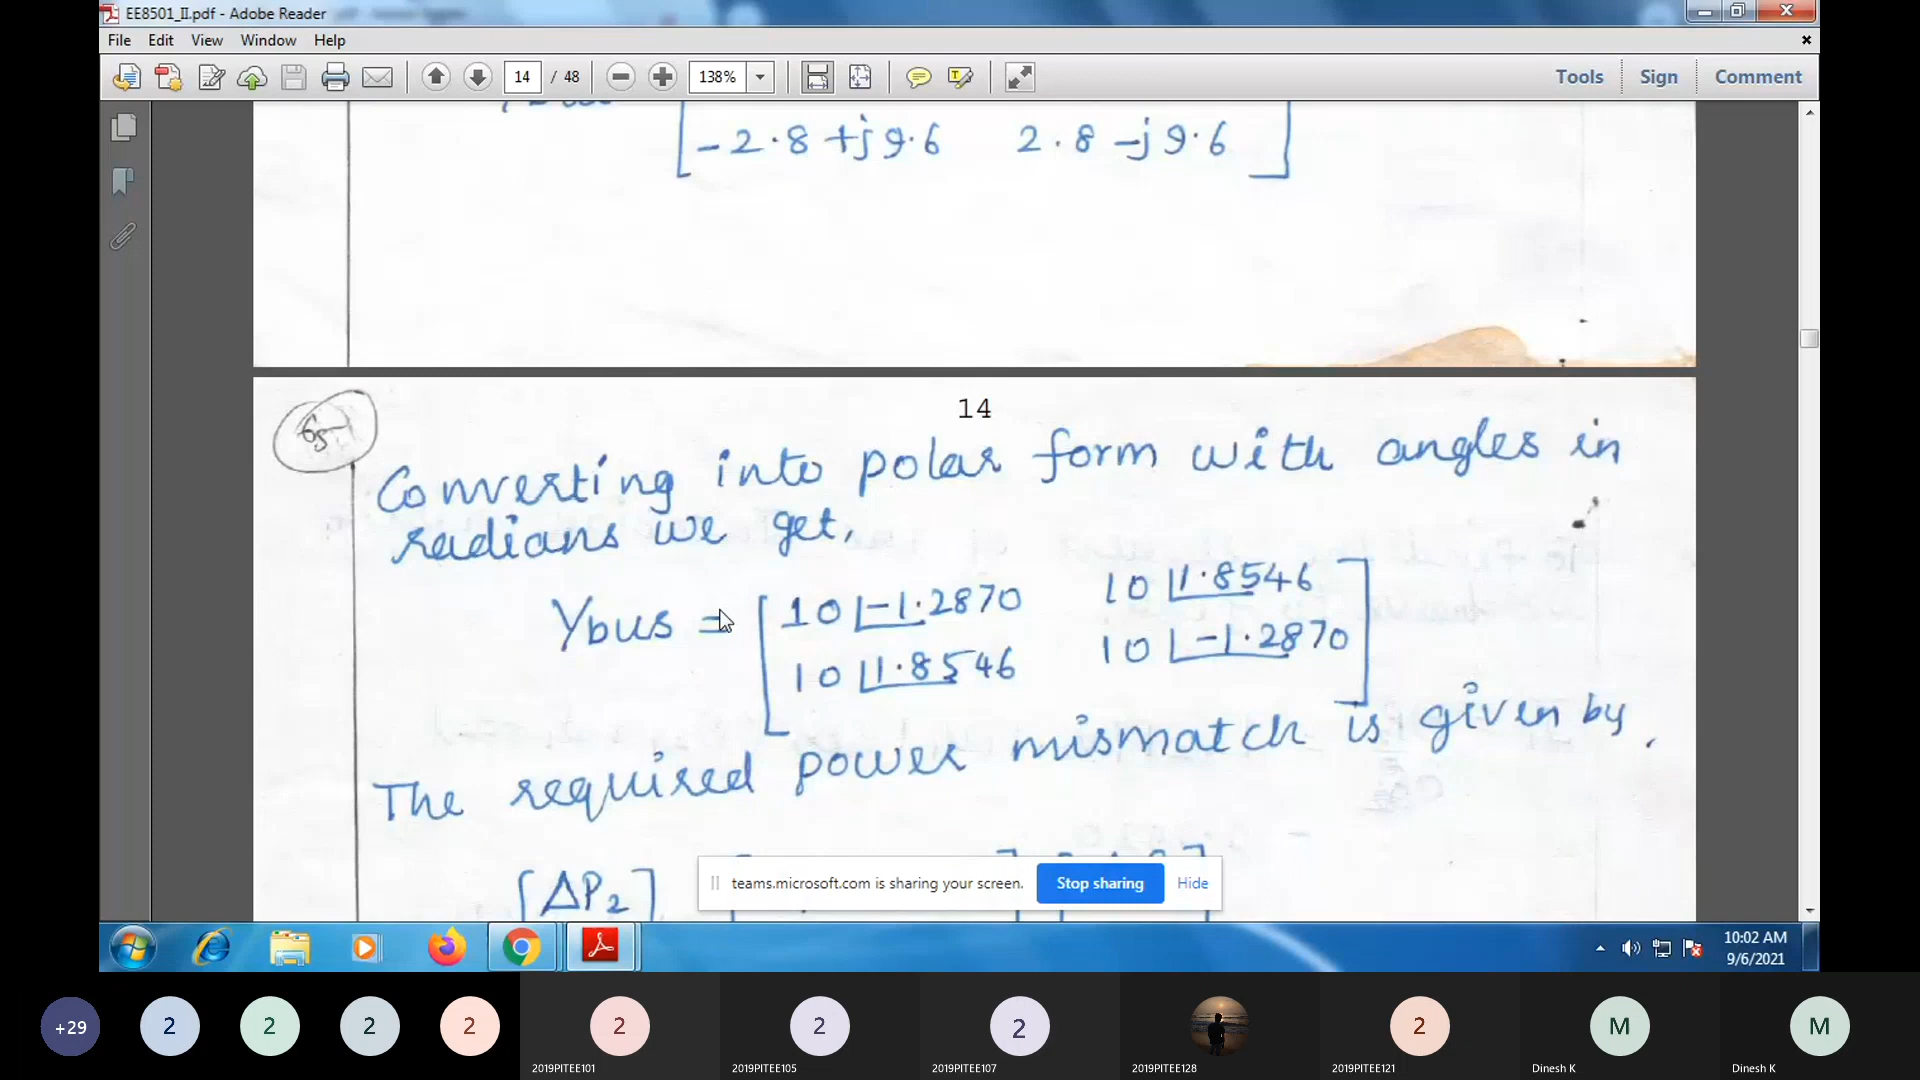 EE8501_II.pdf - Adobe Reader
File Edit View Window Help
14 / 48 138% Tools Sign Comment
-2.8+j9.6 2.8-j9.6
14
Converting into polar form with angles in
radians we get,
Ybus = [10∠-1.2870 10∠1.8546
10∠1.8546 10∠-1.2870]
The required power mismatch is given by,
[ΔP2]
teams.microsoft.com is sharing your screen. Stop sharing Hide
10:02 AM
9/6/2021
+29 2 2 2 2 2 2 2 2 M M
2019PITEE101 2019PITEE105 2019PITEE107 2019PITEE128 2019PITEE121 Dinesh K Dinesh K